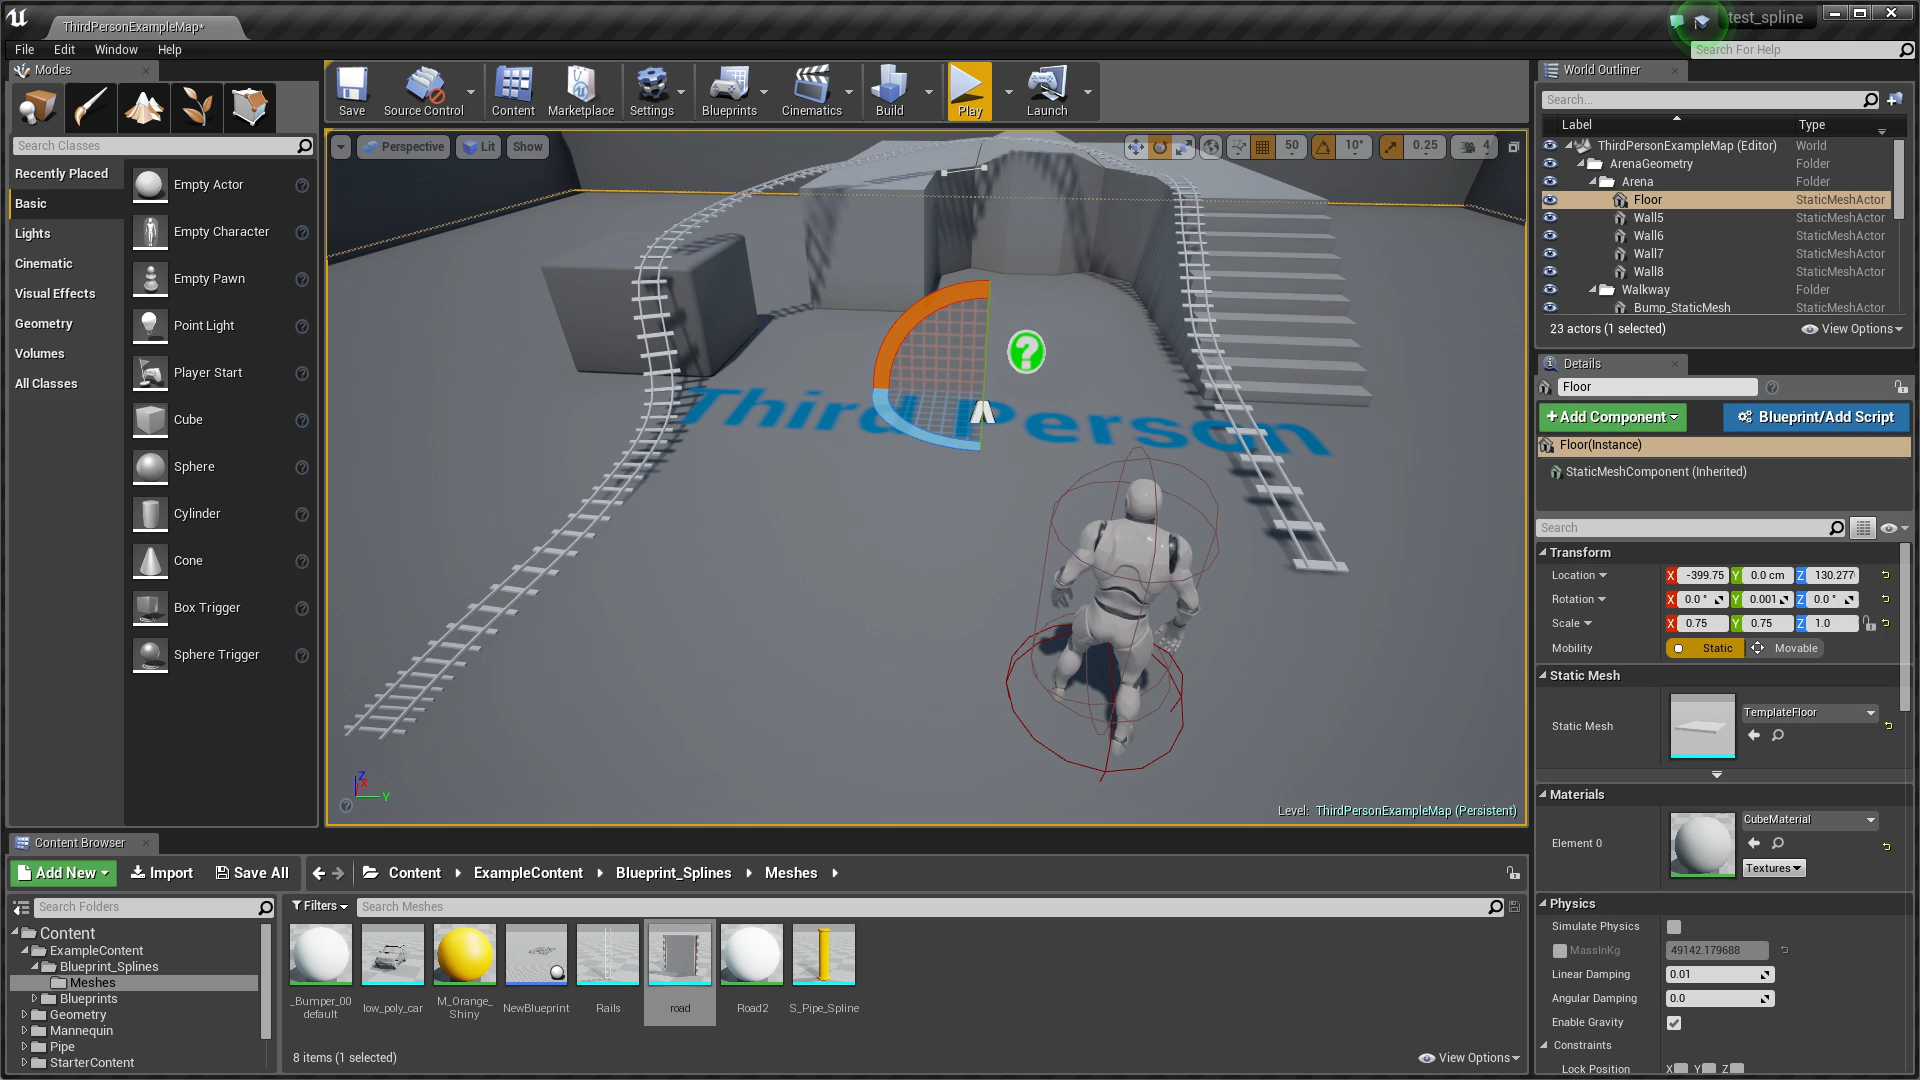 ThirdPersonExampleMap*
test_spline
File Edit Window Help
Search For Help
Modes
Search Classes
Recently Placed
Basic
Lights
Cinematic
Visual Effects
Geometry
Volumes
All Classes
Empty Actor
Empty Character
Empty Pawn
Point Light
Player Start
Cube
Sphere
Cylinder
Cone
Box Trigger
Sphere Trigger
Save
Source Control
Content
Marketplace
Settings
Blueprints
Cinematics
Build
Play
Launch
Perspective
Lit
Show
50
10°
0.25
4
Third Person
Z
X
Y
Level: ThirdPersonExampleMap (Persistent)
World Outliner
Search...
Label Type
ThirdPersonExampleMap (Editor) World
ArenaGeometry Folder
Arena Folder
Floor StaticMeshActor
Wall5 StaticMeshActor
Wall6 StaticMeshActor
Wall7 StaticMeshActor
Wall8 StaticMeshActor
Walkway Folder
Bump_StaticMesh StaticMeshActor
23 actors (1 selected) View Options
Details
Floor
+Add Component Blueprint/Add Script
Floor(Instance)
StaticMeshComponent (Inherited)
Search
Transform
Location X -399.75 Y 0.0 cm Z 130.277
Rotation X 0.0 ° Y 0.001 Z 0.0 °
Scale X 0.75 Y 0.75 Z 1.0
Mobility Static Movable
Static Mesh
Static Mesh TemplateFloor
Materials
Element 0 CubeMaterial
Textures
Physics
Simulate Physics
MassInKg 49142.179688
Linear Damping 0.01
Angular Damping 0.0
Enable Gravity
Constraints
Lock Position X Y Z
Content Browser
Add New Import Save All Content ExampleContent Blueprint_Splines Meshes
Search Folders
Filters Search Meshes
Content
ExampleContent
Blueprint_Splines
Meshes
Blueprints
Geometry
Mannequin
Pipe
StarterContent
_Bumper_00
default
low_poly_car
M_Orange_
Shiny
NewBlueprint
Rails
road
Road2
S_Pipe_Spline
8 items (1 selected) View Options